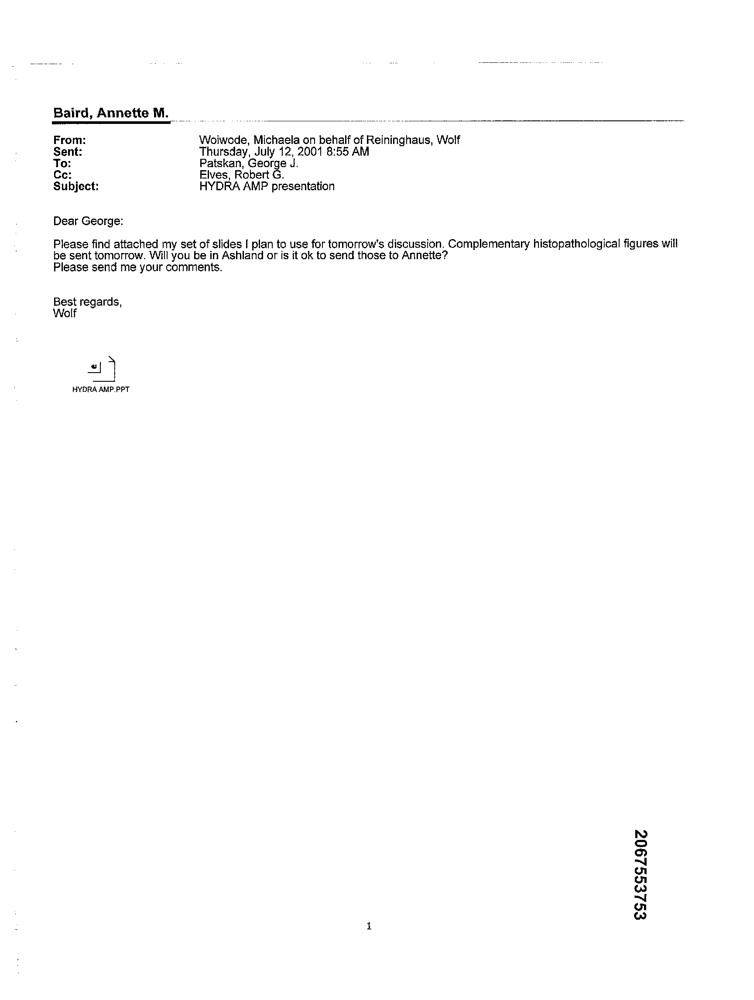 Baird, Annette M.
From: Woiwode, Michaela on behalf of Reininghaus, Wolf
Sent: Thursday, July 12, 2001 8:55 AM
To: Patskan, George J.
Cc: Elves, Robert G.
Subject: HYDRA AMP presentation
Dear George:
Please find attached my set of slides I plan to use for tomorrow's discussion. Complementary histopathological figures will
be sent tomorrow. Will you be in Ashland or is it ok to send those to Annette?
Please send me your comments.
Best regards,
Wolf
HYDRA AMP.PPT
2067553753
1